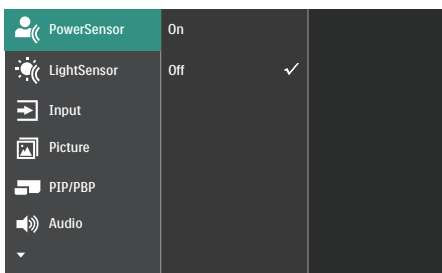 PowerSensor
On
LightSensor
Off
Input
Picture
PIP/PBP
Audio